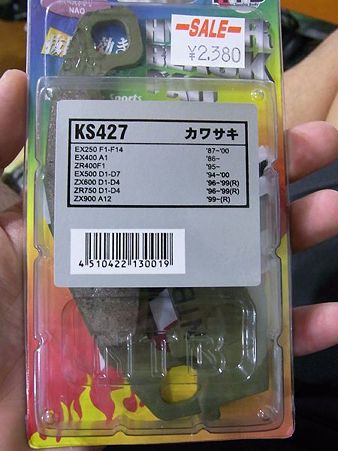 NAO
-SALE-
¥2,380
Sports
KS427 カワサキ
EX250 F1-F14 '87~'00
EX400 A1 '86~
ZR400F1 '95~
EX500 D1-D7 '94~'00
ZX600 D1-D4 '96~'99(R)
ZR750 D1-D4 '96~'99(R)
ZX900 A12 '99~(R)
4 510422 130019